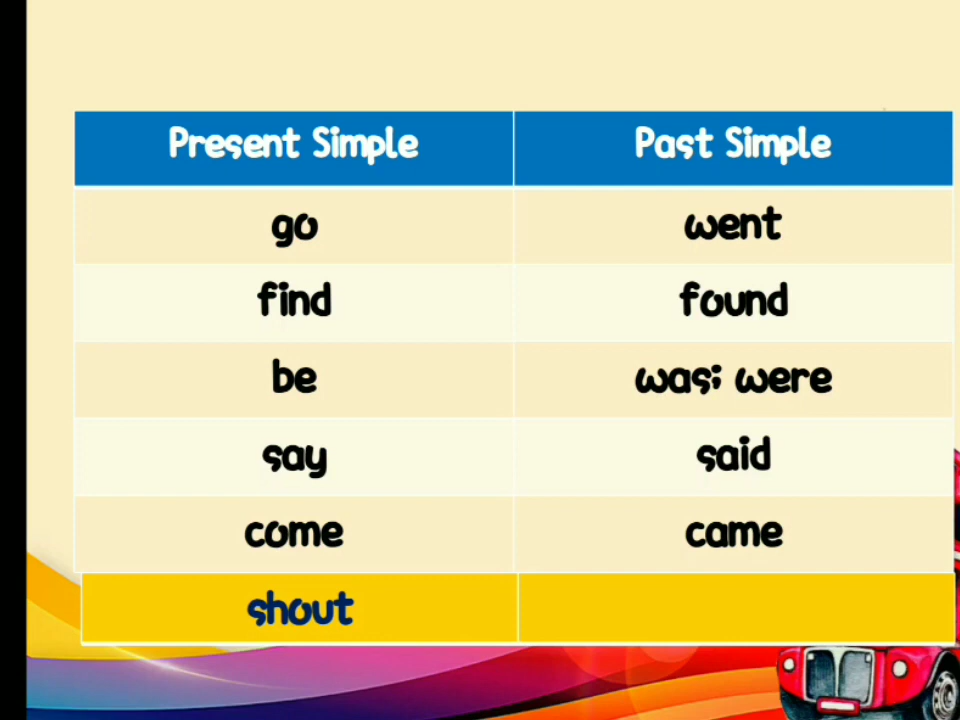 Present Simple Past Simple
go went
find found
be was; were
say said
come came
shout